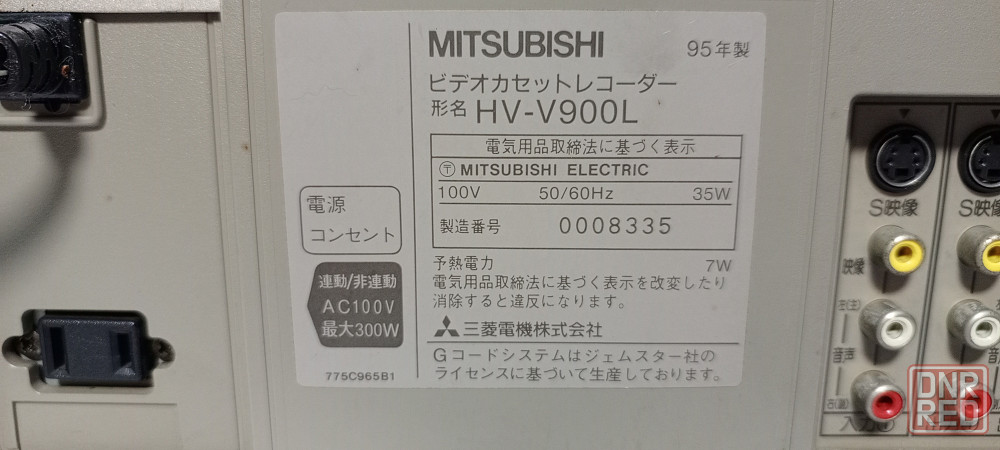 MITSUBISHI 95年製
ビデオカセットレコーダー
形名 HV-V900L
電気用品取締法に基づく表示
〒 MITSUBISHI ELECTRIC
100V 50/60Hz 35W
製造番号 0008335
予熱電力 7W
電気用品取締法に基づく表示を改変したり
消除すると違反になります。
三菱電機株式会社
Gコードシステムはジェムスター社の
ライセンスに基づいて生産しております。
電源
コンセント
連動/非連動
AC100V
最大300W
775C965B1
S映像
S映
映像
音声
DNR
RED